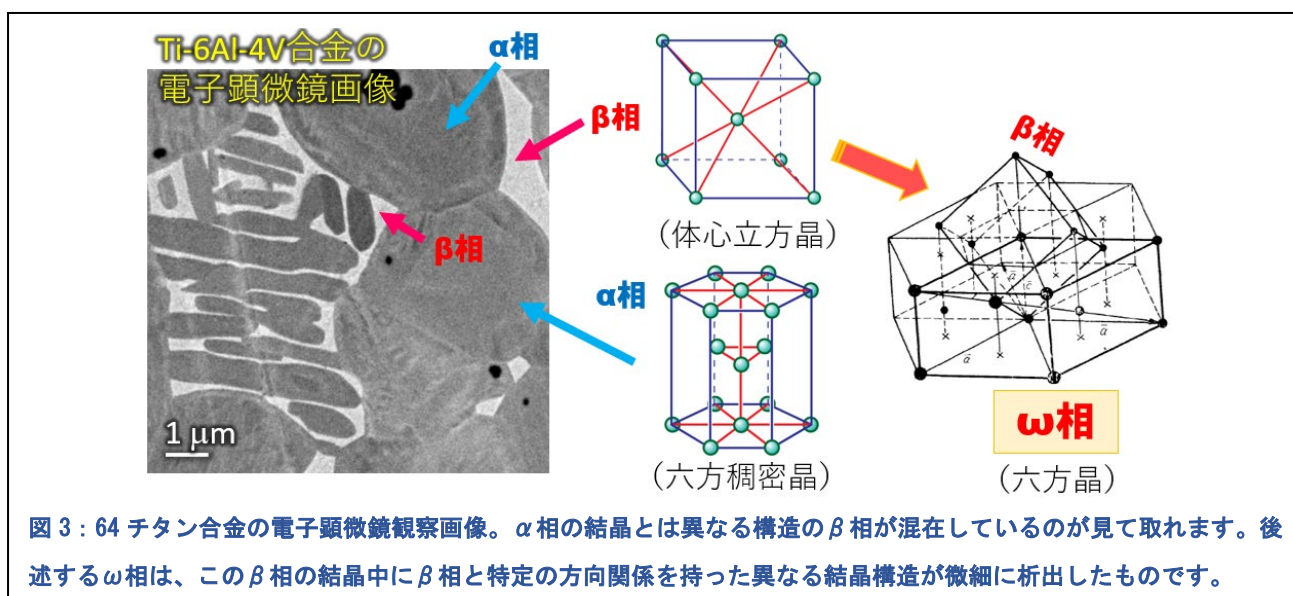 Ti-6Al-4V合金の
電子顕微鏡画像
α相
β相
β相
α相
1 μm
(体心立方晶)
(六方稠密晶)
β相
ā
c̄
ā
ā
ω相
(六方晶)
図3：64 チタン合金の電子顕微鏡観察画像。α相の結晶とは異なる構造のβ相が混在しているのが見て取れます。後
述するω相は、このβ相の結晶中にβ相と特定の方向関係を持った異なる結晶構造が微細に析出したものです。